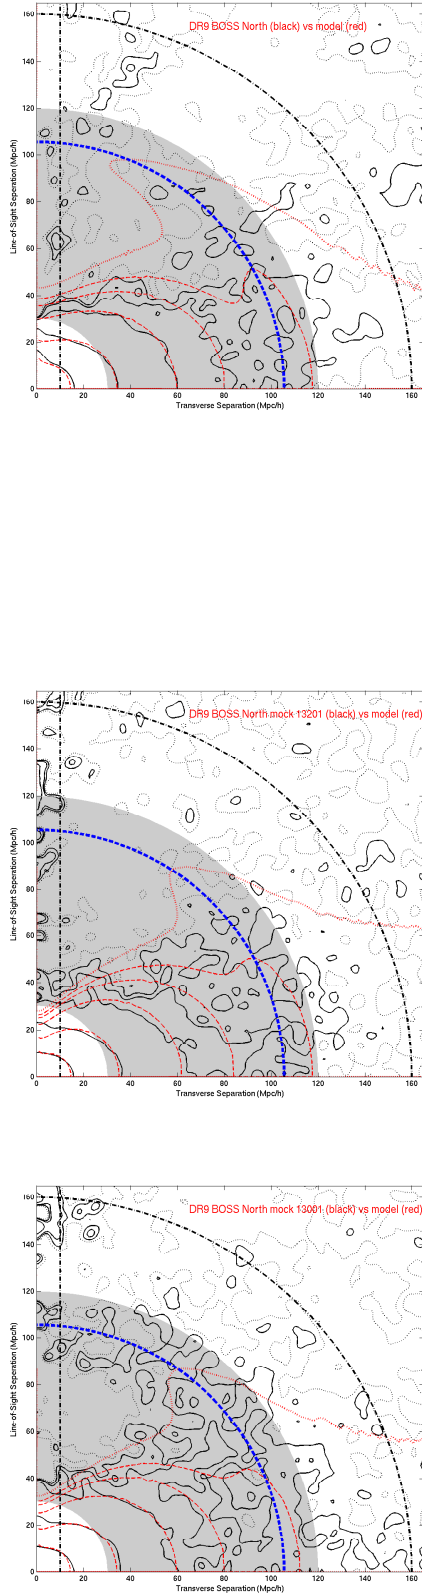 160
DR9 BOSS North (black) vs model (red)
140
120
100
80
60
40
20
0
Line-of-Sight Seperation (Mpc/h)
0 20 40 60 80 100 120 140 160
Transverse Separation (Mpc/h)
160
DR9 BOSS North mock 13201 (black) vs model (red)
140
120
100
80
60
40
20
0
Line-of-Sight Seperation (Mpc/h)
0 20 40 60 80 100 120 140 160
Transverse Separation (Mpc/h)
160
DR9 BOSS North mock 13001 (black) vs model (red)
140
120
100
80
60
40
20
0
Line-of-Sight Seperation (Mpc/h)
0 20 40 60 80 100 120 140 160
Transverse Separation (Mpc/h)